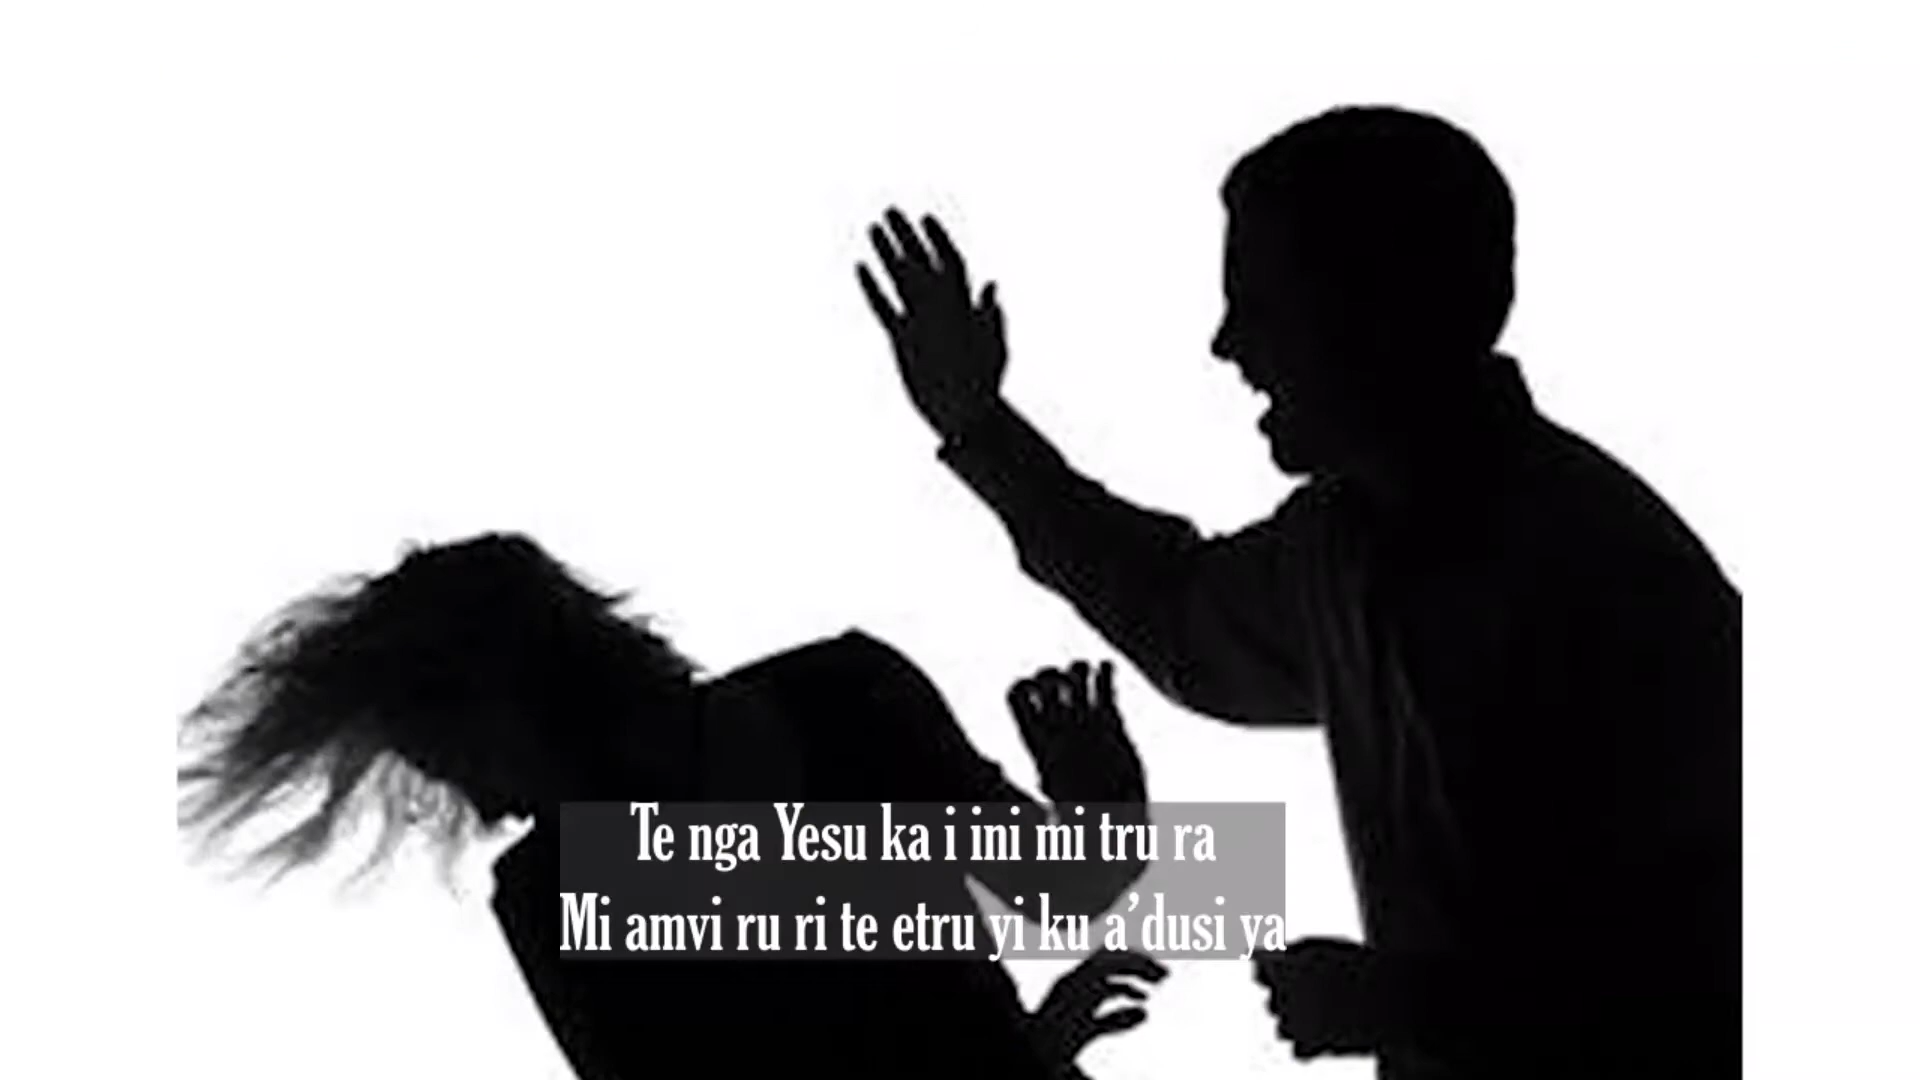 Te nga Yesu ka i ini mi tru ra
Mi amvi ru ri te etru yi ku a’dusi ya